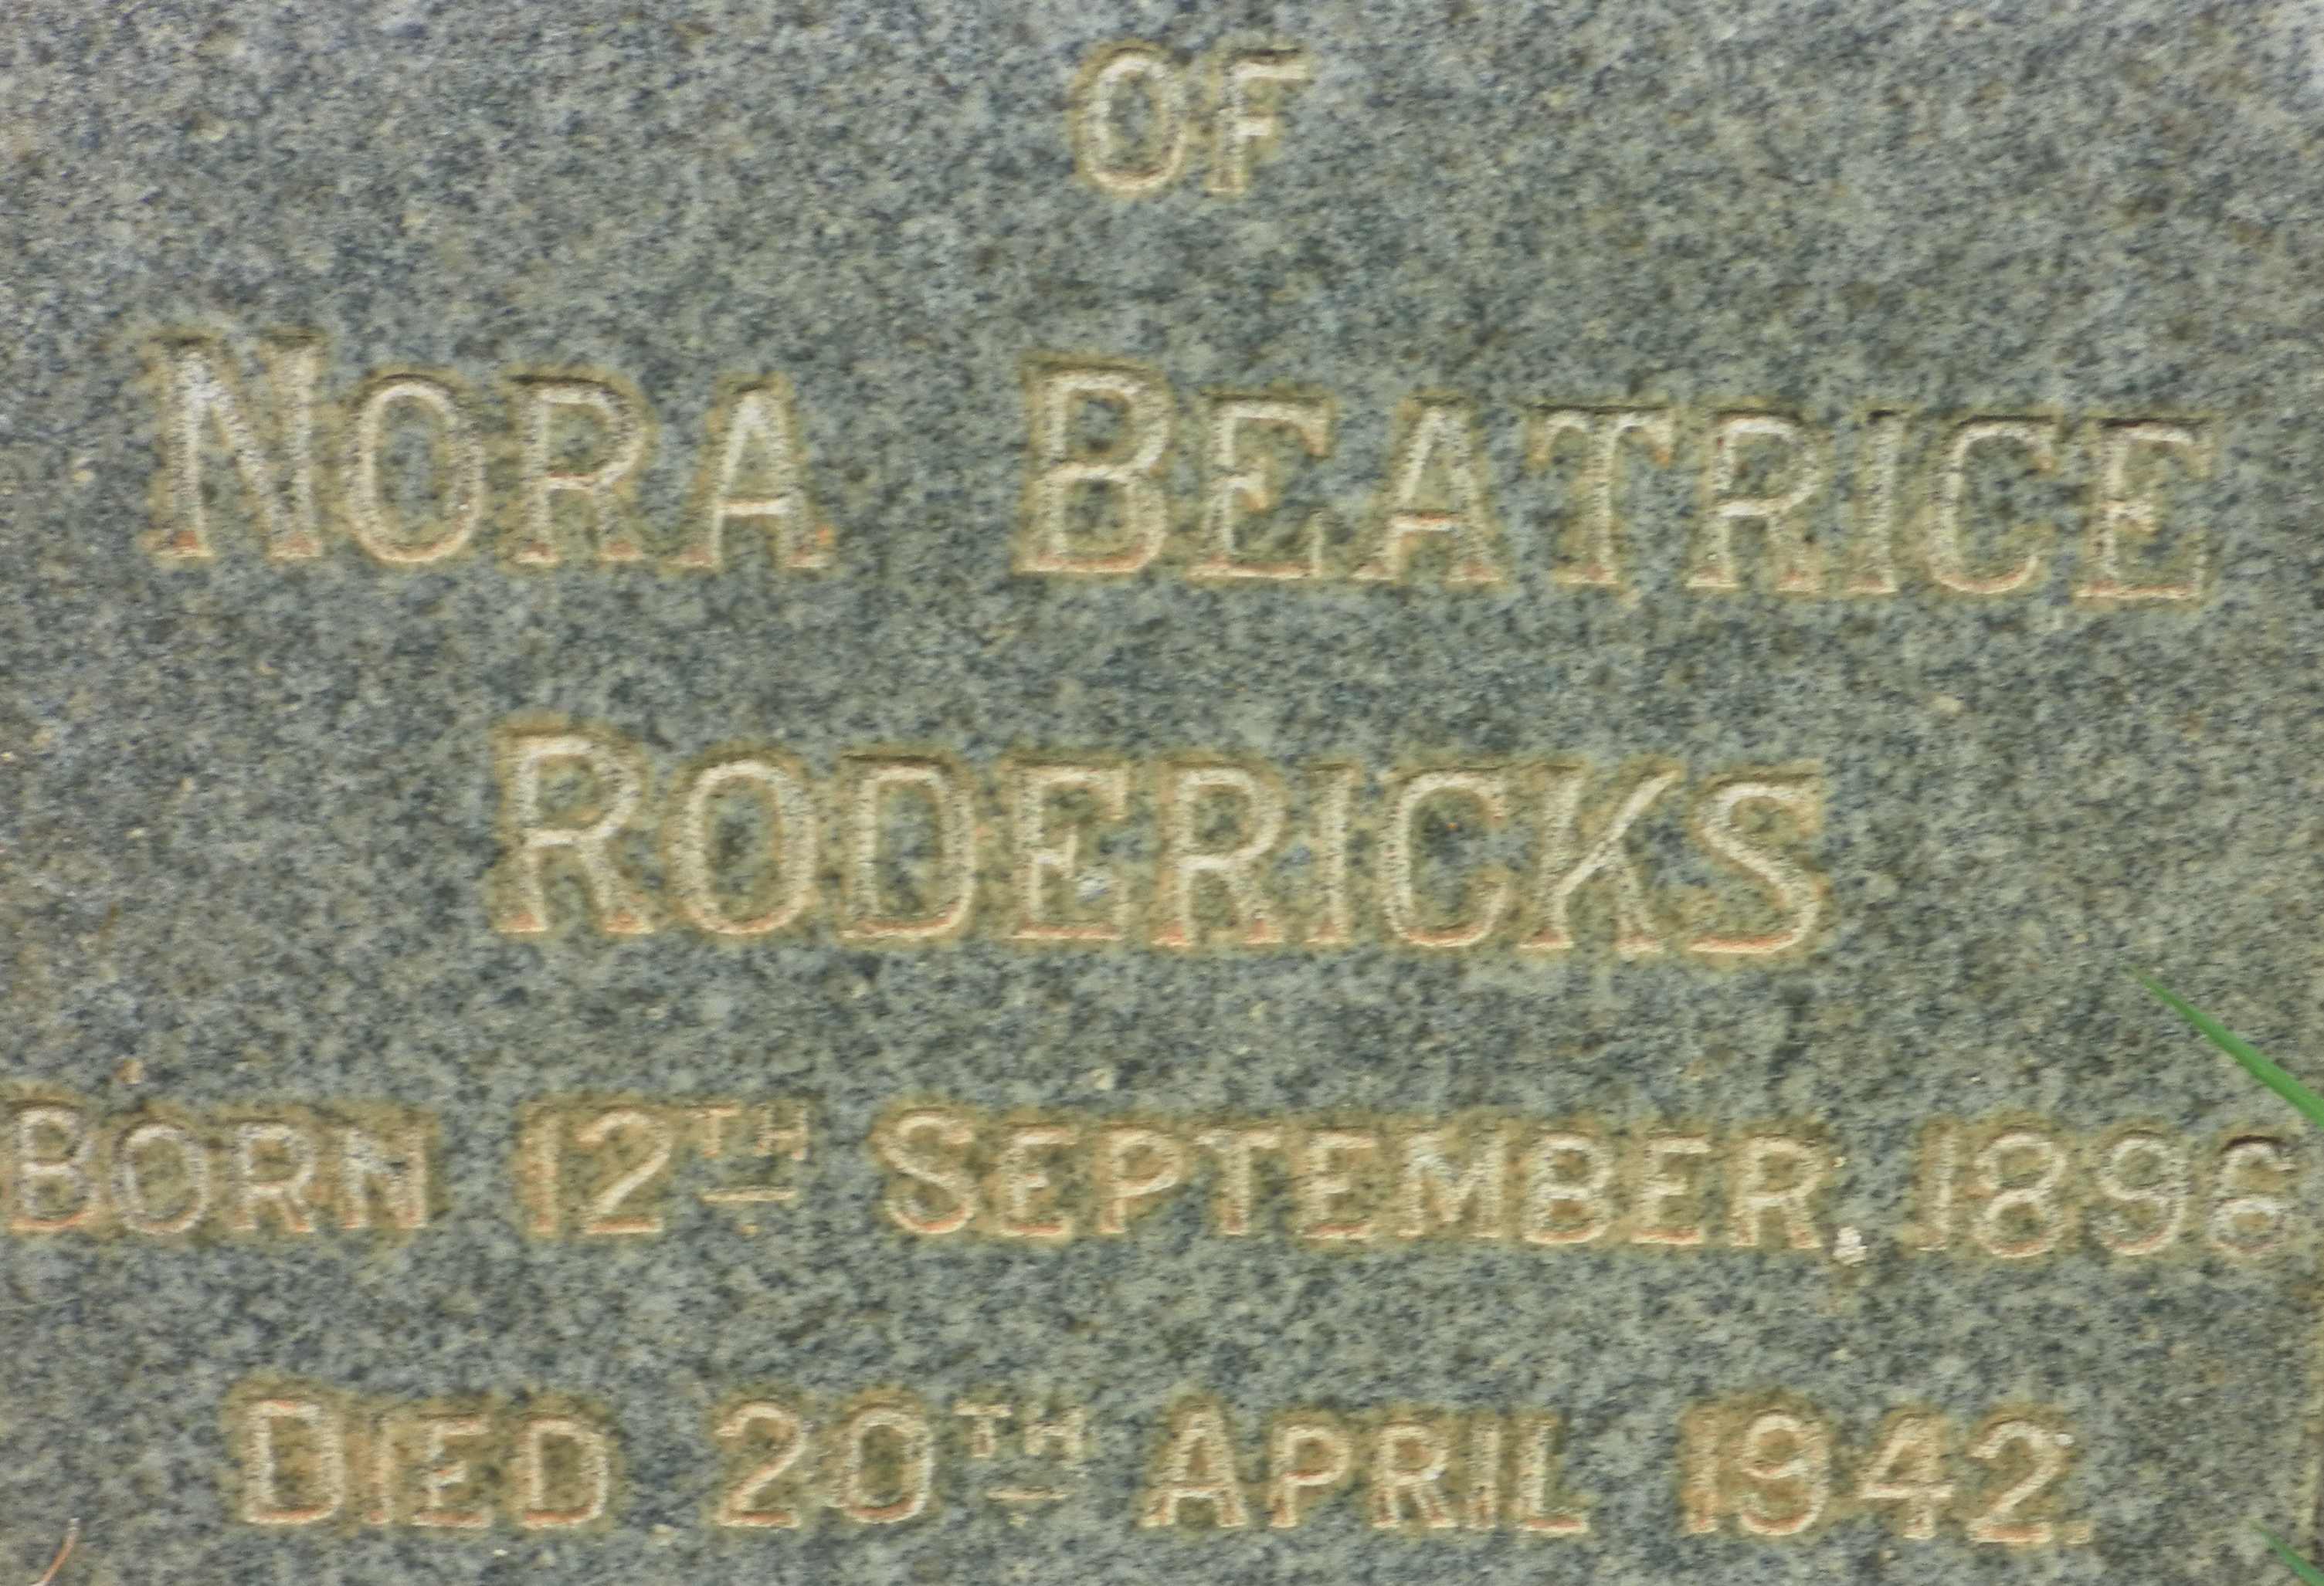 OF
NORA BEATRICE
RODERICKS
BORN 12TH SEPTEMBER, 1896
DIED 20TH APRIL 1942.